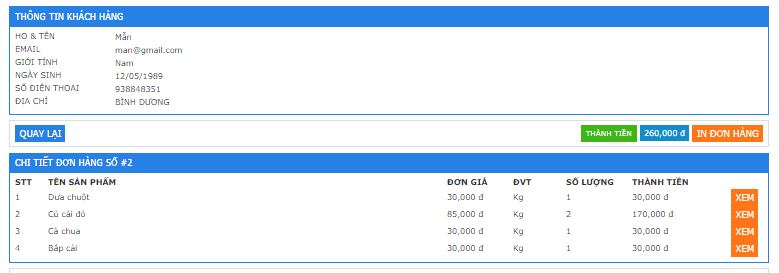 THÔNG TIN KHÁCH HÀNG
HỌ & TÊN Mẫn
EMAIL man@gmail.com
GIỚI TÍNH Nam
NGÀY SINH 12/05/1989
SỐ ĐIỆN THOẠI 938848351
ĐỊA CHỈ BÌNH DƯƠNG
QUAY LẠI THÀNH TIỀN 260,000 đ IN ĐƠN HÀNG
CHI TIẾT ĐƠN HÀNG SỐ #2
STT TÊN SẢN PHẨM ĐƠN GIÁ ĐVT SỐ LƯỢNG THÀNH TIỀN
1 Dưa chuột 30,000 đ Kg 1 30,000 đ XEM
2 Củ cải đỏ 85,000 đ Kg 2 170,000 đ XEM
3 Cà chua 30,000 đ Kg 1 30,000 đ XEM
4 Bắp cải 30,000 đ Kg 1 30,000 đ XEM